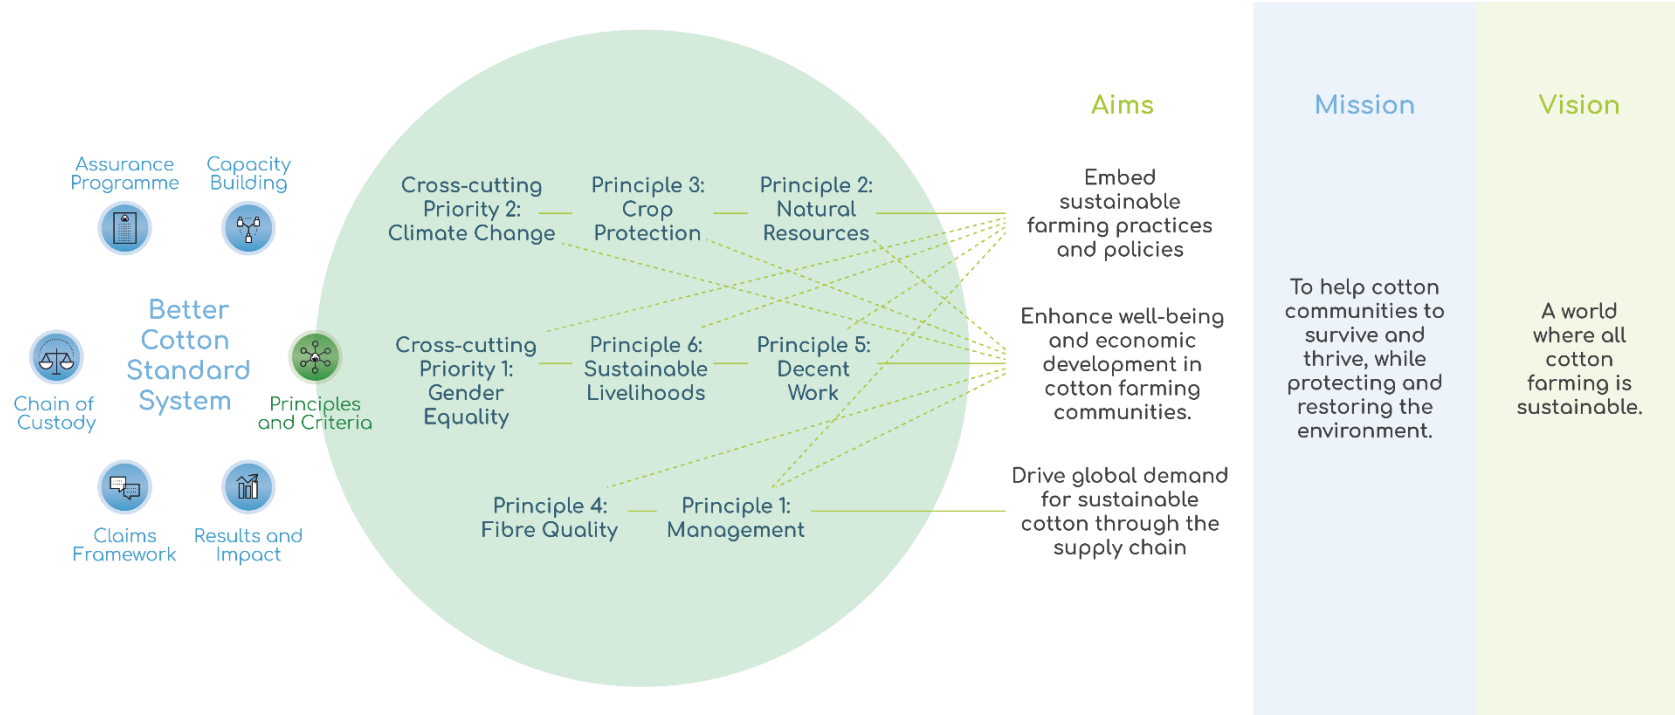 Assurance
Programme
Capacity
Building
Better
Cotton
Standard
System
Chain of
Custody
Principles
and Criteria
Claims
Framework
Results and
Impact
Cross-cutting
Priority 2:
Climate Change
Principle 3:
Crop
Protection
Principle 2:
Natural
Resources
Cross-cutting
Priority 1:
Gender
Equality
Principle 6:
Sustainable
Livelihoods
Principle 5:
Decent
Work
Principle 4:
Fibre Quality
Principle 1:
Management
Aims
Embed
sustainable
farming practices
and policies
Enhance well-being
and economic
development in
cotton farming
communities.
Drive global demand
for sustainable
cotton through the
supply chain
Mission
To help cotton
communities to
survive and
thrive, while
protecting and
restoring the
environment.
Vision
A world
where all
cotton
farming is
sustainable.